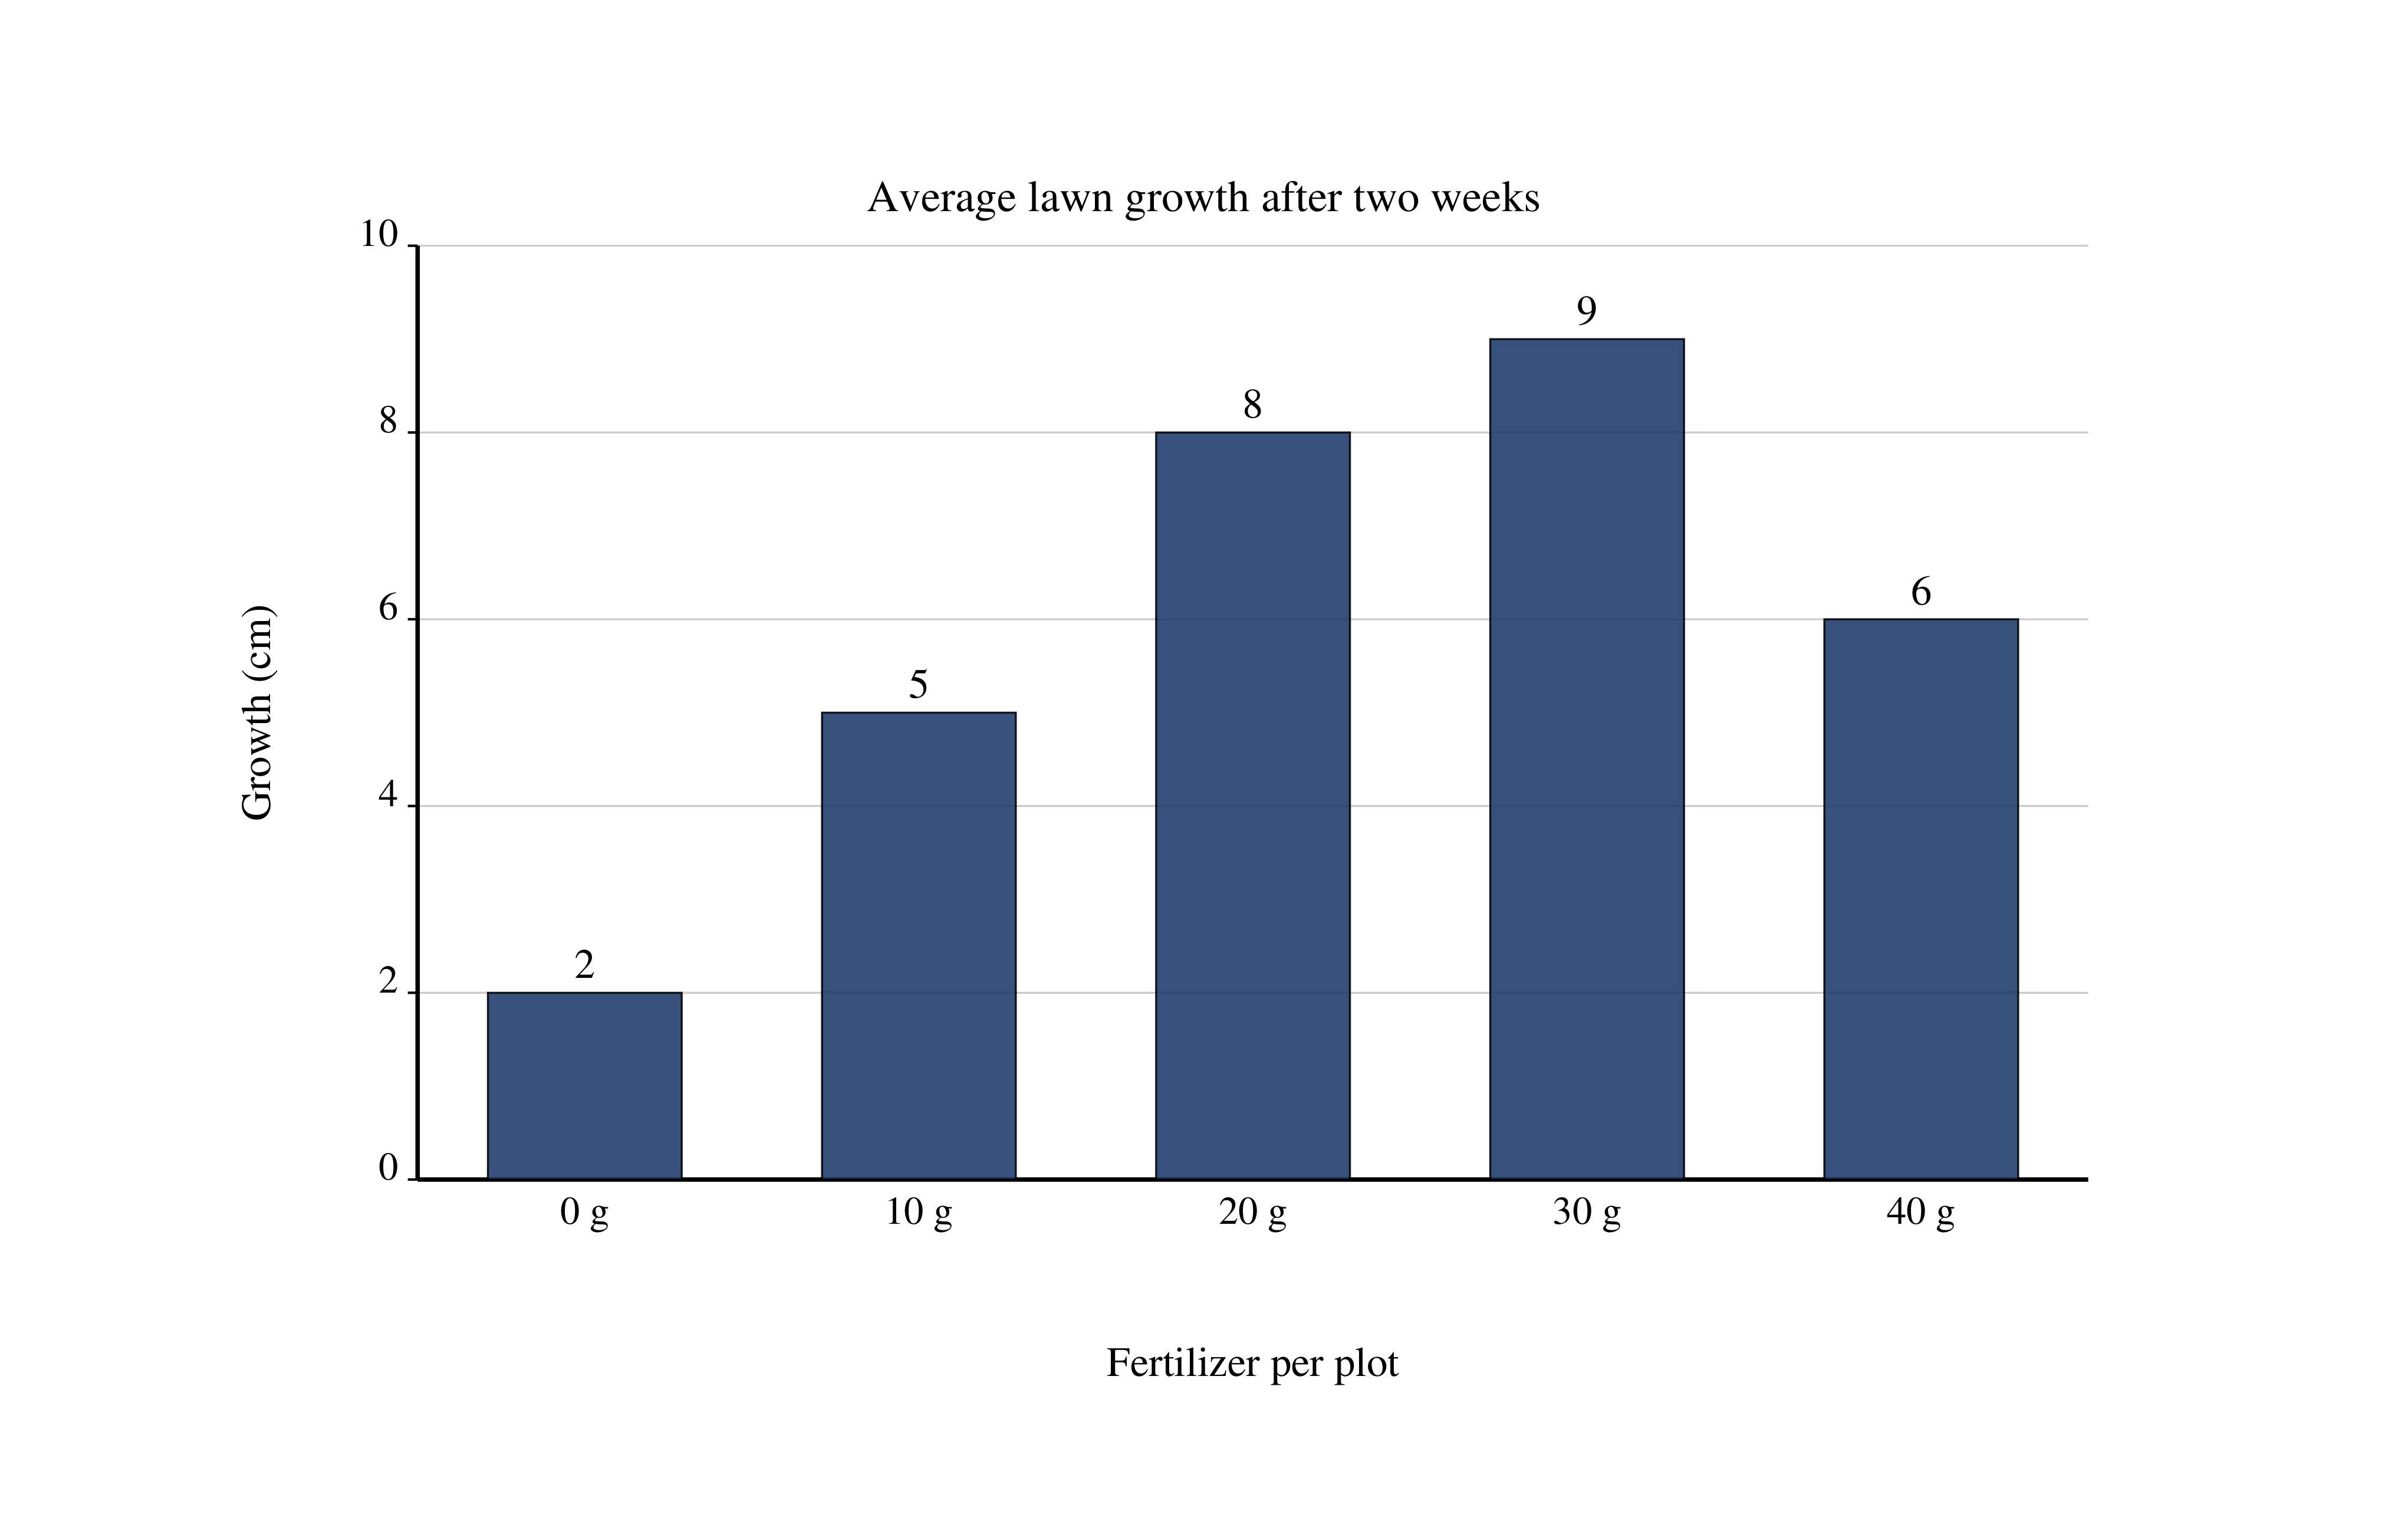 Average lawn growth after two weeks
10
8
6
4
2
0
Growth (cm)
2
5
8
9
6
0 g
10 g
20 g
30 g
40 g
Fertilizer per plot